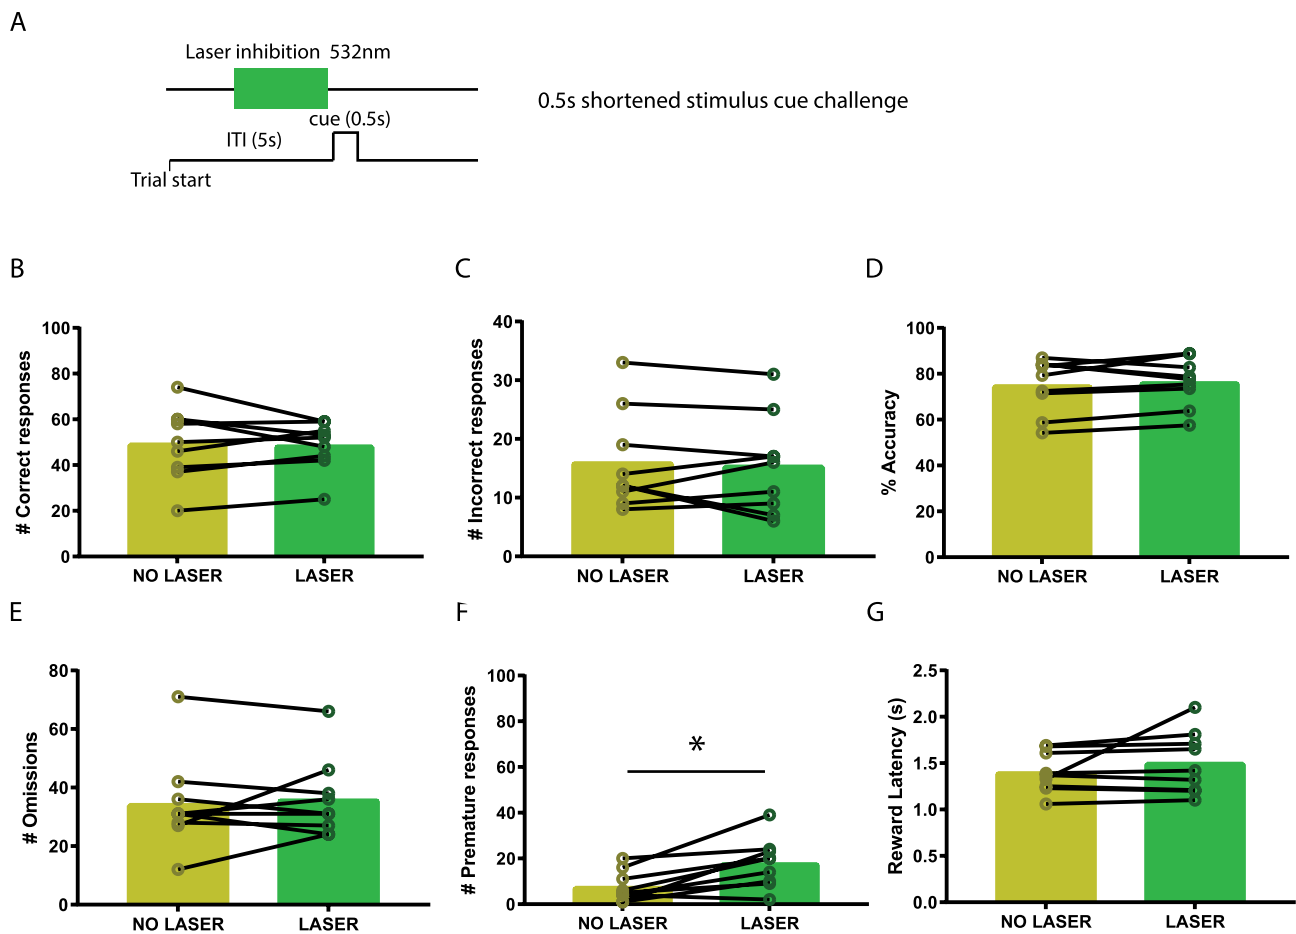 A
Laser inhibition 532nm
0.5s shortened stimulus cue challenge
cue (0.5s)
ITI (5s)
Trial start
B
# Correct responses
100
80
60
40
20
0
NO LASER
LASER
C
# Incorrect responses
40
30
20
10
0
NO LASER
LASER
D
% Accuracy
100
80
60
40
20
0
NO LASER
LASER
E
# Omissions
80
60
40
20
0
NO LASER
LASER
F
# Premature responses
100
80
60
40
20
0
*
NO LASER
LASER
G
Reward Latency (s)
2.5
2.0
1.5
1.0
0.5
0.0
NO LASER
LASER